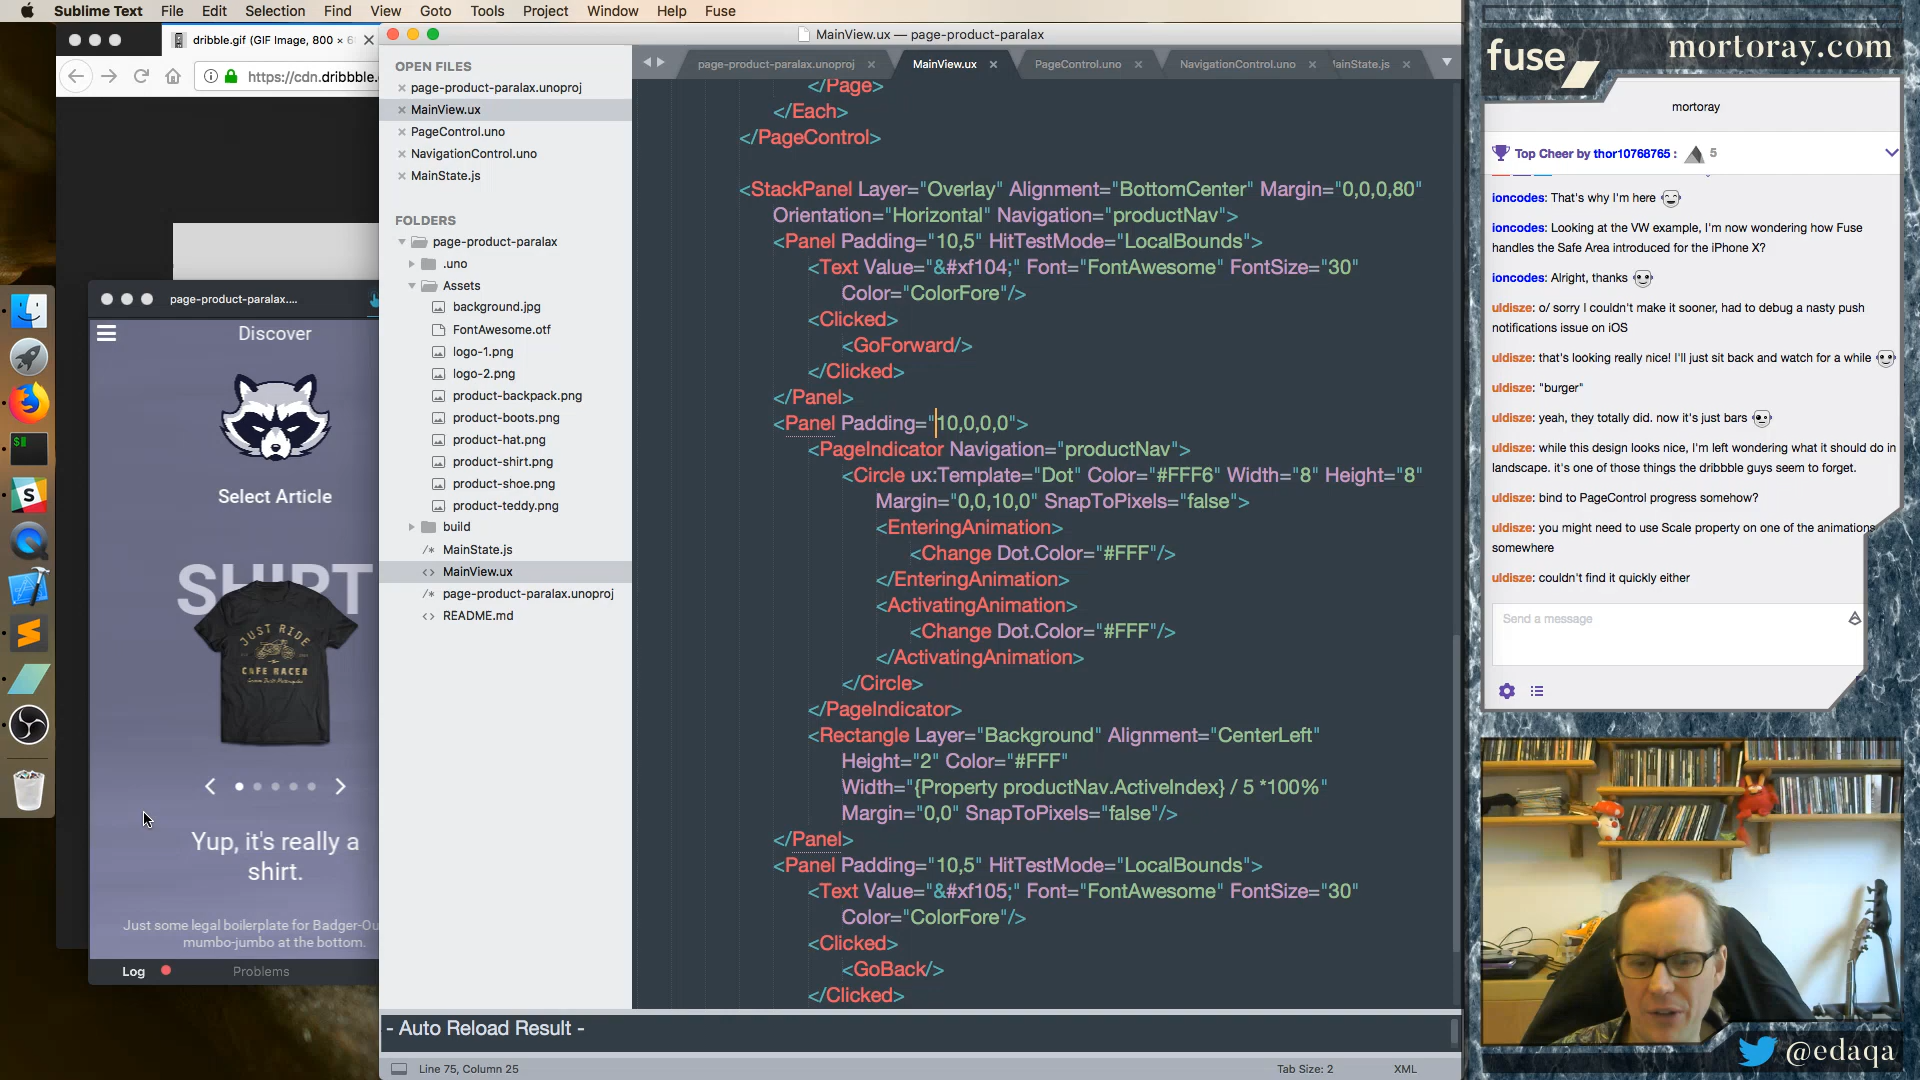 Sublime Text File Edit Selection Find View Goto Tools Project Window Help Fuse
dribble.gif (GIF Image, 800 × 6
https://cdn.dribbble.
MainView.ux — page-product-paralax
OPEN FILES
page-product-paralax.unoproj
MainView.ux
PageControl.uno
NavigationControl.uno
MainState.js
FOLDERS
page-product-paralax
.uno
Assets
background.jpg
FontAwesome.otf
logo-1.png
logo-2.png
product-backpack.png
product-boots.png
product-hat.png
product-shirt.png
product-shoe.png
product-teddy.png
build
MainState.js
MainView.ux
page-product-paralax.unoproj
README.md
page-product-paralax....
Discover
Select Article
SHIRT
JUST RIDE
CAFE RACER
Yup, it's really a
shirt.
Just some legal boilerplate for Badger-Ou
mumbo-jumbo at the bottom.
Log Problems
page-product-paralax.unoproj MainView.ux PageControl.uno NavigationControl.uno ainState.js
</Page>
</Each>
</PageControl>
<StackPanel Layer="Overlay" Alignment="BottomCenter" Margin="0,0,0,80"
Orientation="Horizontal" Navigation="productNav">
<Panel Padding="10,5" HitTestMode="LocalBounds">
<Text Value="&#xf104;" Font="FontAwesome" FontSize="30"
Color="ColorFore"/>
<Clicked>
<GoForward/>
</Clicked>
</Panel>
<Panel Padding="10,0,0,0">
<PageIndicator Navigation="productNav">
<Circle ux:Template="Dot" Color="#FFF6" Width="8" Height="8"
Margin="0,0,10,0" SnapToPixels="false">
<EnteringAnimation>
<Change Dot.Color="#FFF"/>
</EnteringAnimation>
<ActivatingAnimation>
<Change Dot.Color="#FFF"/>
</ActivatingAnimation>
</Circle>
</PageIndicator>
<Rectangle Layer="Background" Alignment="CenterLeft"
Height="2" Color="#FFF"
Width="{Property productNav.ActiveIndex} / 5 *100%"
Margin="0,0" SnapToPixels="false"/>
</Panel>
<Panel Padding="10,5" HitTestMode="LocalBounds">
<Text Value="&#xf105;" Font="FontAwesome" FontSize="30"
Color="ColorFore"/>
<Clicked>
<GoBack/>
</Clicked>
- Auto Reload Result -
Line 75, Column 25 Tab Size: 2 XML
fuse mortoray.com
mortoray
Top Cheer by thor10768765 : 5
ioncodes: That's why I'm here
ioncodes: Looking at the VW example, I'm now wondering how Fuse
handles the Safe Area introduced for the iPhone X?
ioncodes: Alright, thanks
uldisze: o/ sorry I couldn't make it sooner, had to debug a nasty push
notifications issue on iOS
uldisze: that's looking really nice! I'll just sit back and watch for a while
uldisze: "burger"
uldisze: yeah, they totally did. now it's just bars
uldisze: while this design looks nice, I'm left wondering what it should do in
landscape. it's one of those things the dribbble guys seem to forget.
uldisze: bind to PageControl progress somehow?
uldisze: you might need to use Scale property on one of the animations
somewhere
uldisze: couldn't find it quickly either
Send a message
@edaqa